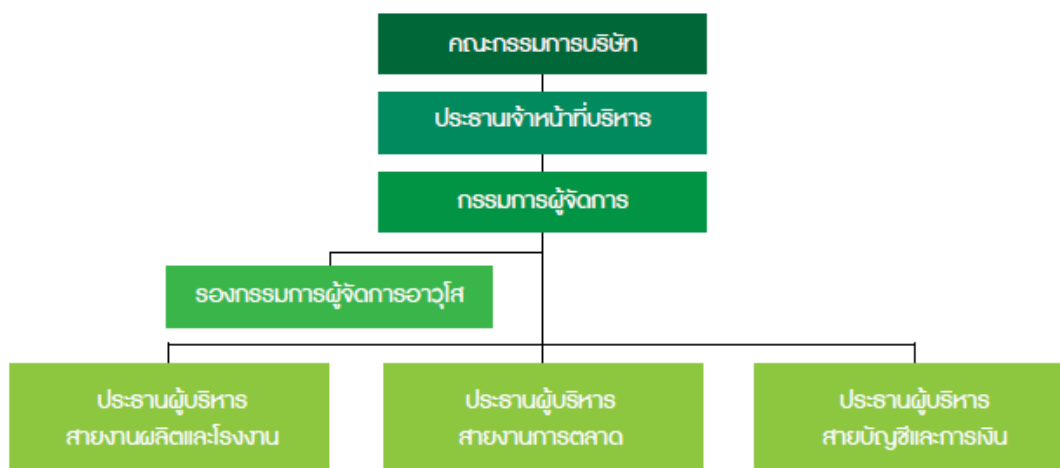 คณะกรรมการบริษัท
ประธานเจ้าหน้าที่บริหาร
กรรมการผู้จัดการ
รองกรรมการผู้จัดการอาวุโส
ประธานผู้บริหาร
สายงานผลิตและโรงงาน
ประธานผู้บริหาร
สายงานการตลาด
ประธานผู้บริหาร
สายบัญชีและการเงิน